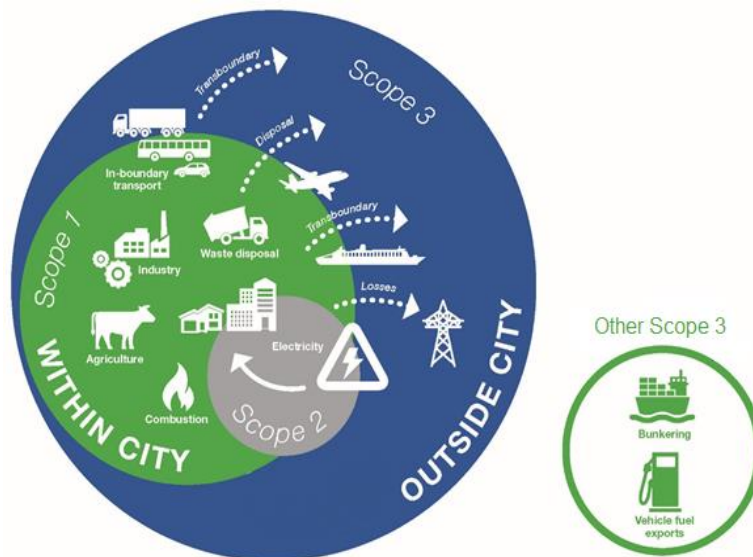 Transboundary
Scope 3
Disposal
In-boundary
transport
Transboundary
Scope 1
Waste disposal
Industry
Losses
Other Scope 3
Electricity
Agriculture
WITHIN CITY
Combustion
Scope 2
OUTSIDE CITY
Bunkering
Vehicle fuel
exports